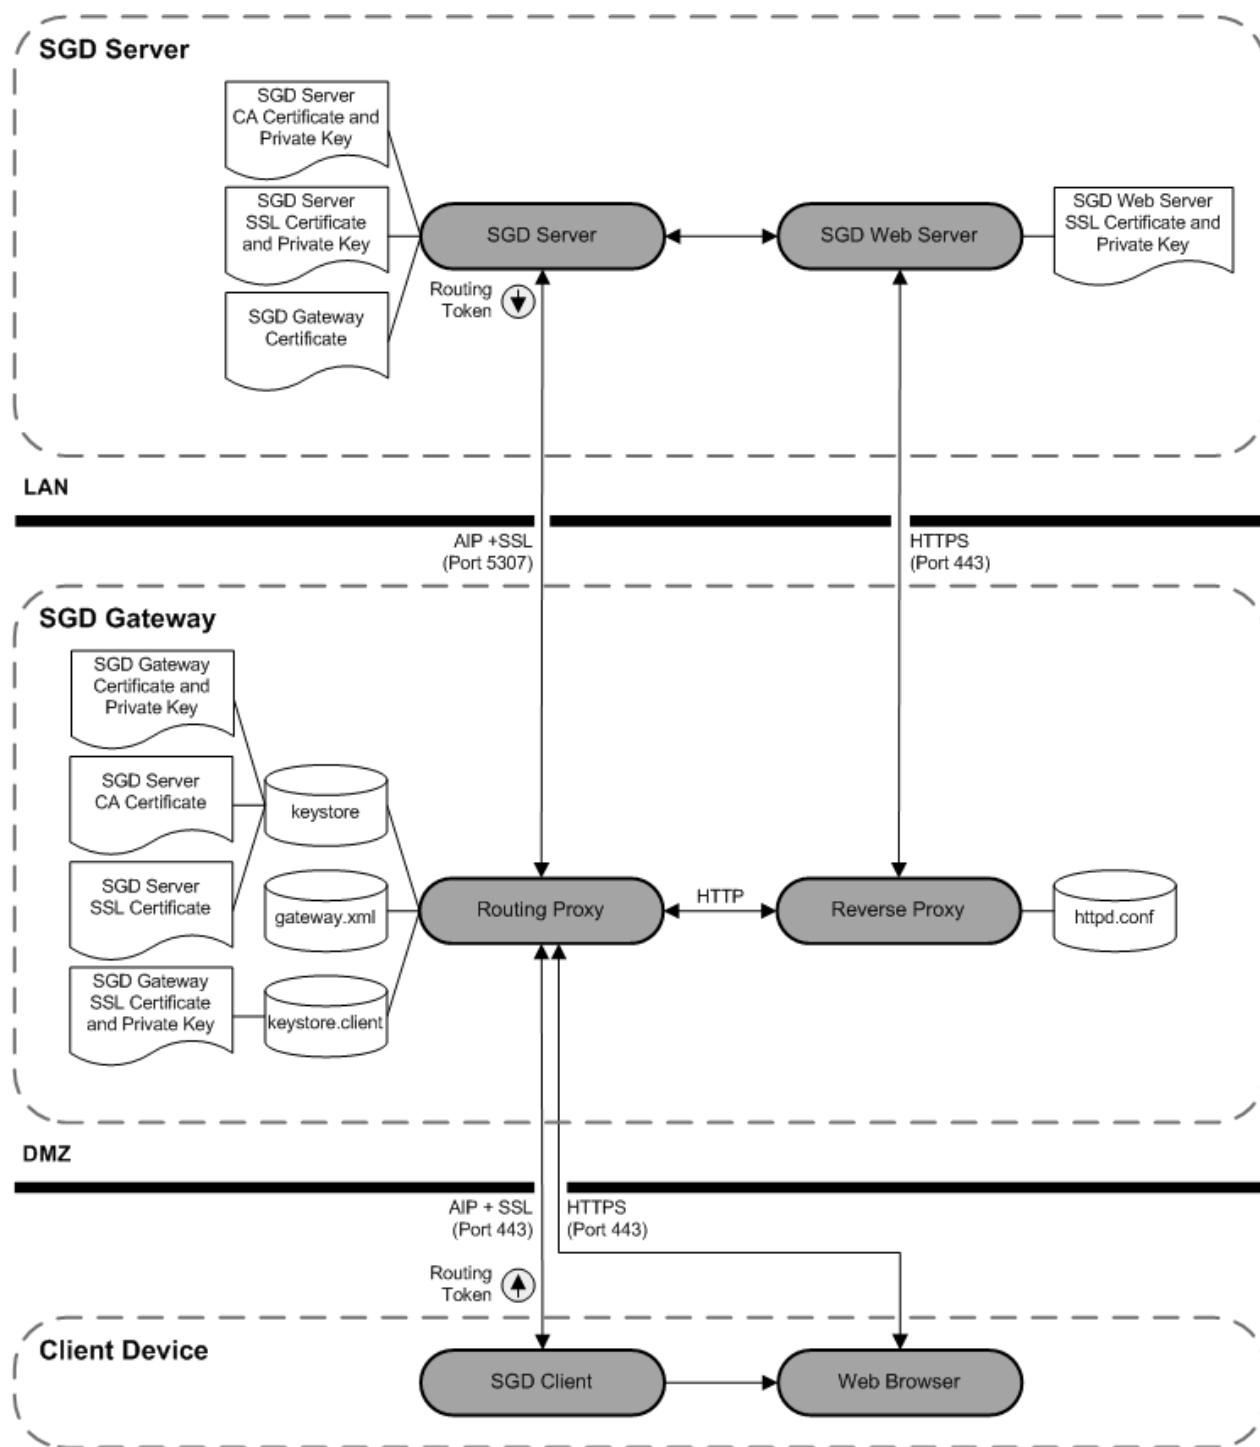 SGD Server
SGD Server
CA Certificate and
Private Key
SGD Server
SSL Certificate
and Private Key
SGD Gateway
Certificate
SGD Server
SGD Web Server
SGD Web Server
SSL Certificate and
Private Key
Routing
Token
LAN
AIP +SSL
(Port 5307)
HTTPS
(Port 443)
SGD Gateway
SGD Gateway
Certificate and
Private Key
SGD Server
CA Certificate
SGD Server
SSL Certificate
SGD Gateway
SSL Certificate
and Private Key
keystore
gateway.xml
keystore.client
Routing Proxy
HTTP
Reverse Proxy
httpd.conf
DMZ
AIP + SSL
(Port 443)
HTTPS
(Port 443)
Routing
Token
Client Device
SGD Client
Web Browser